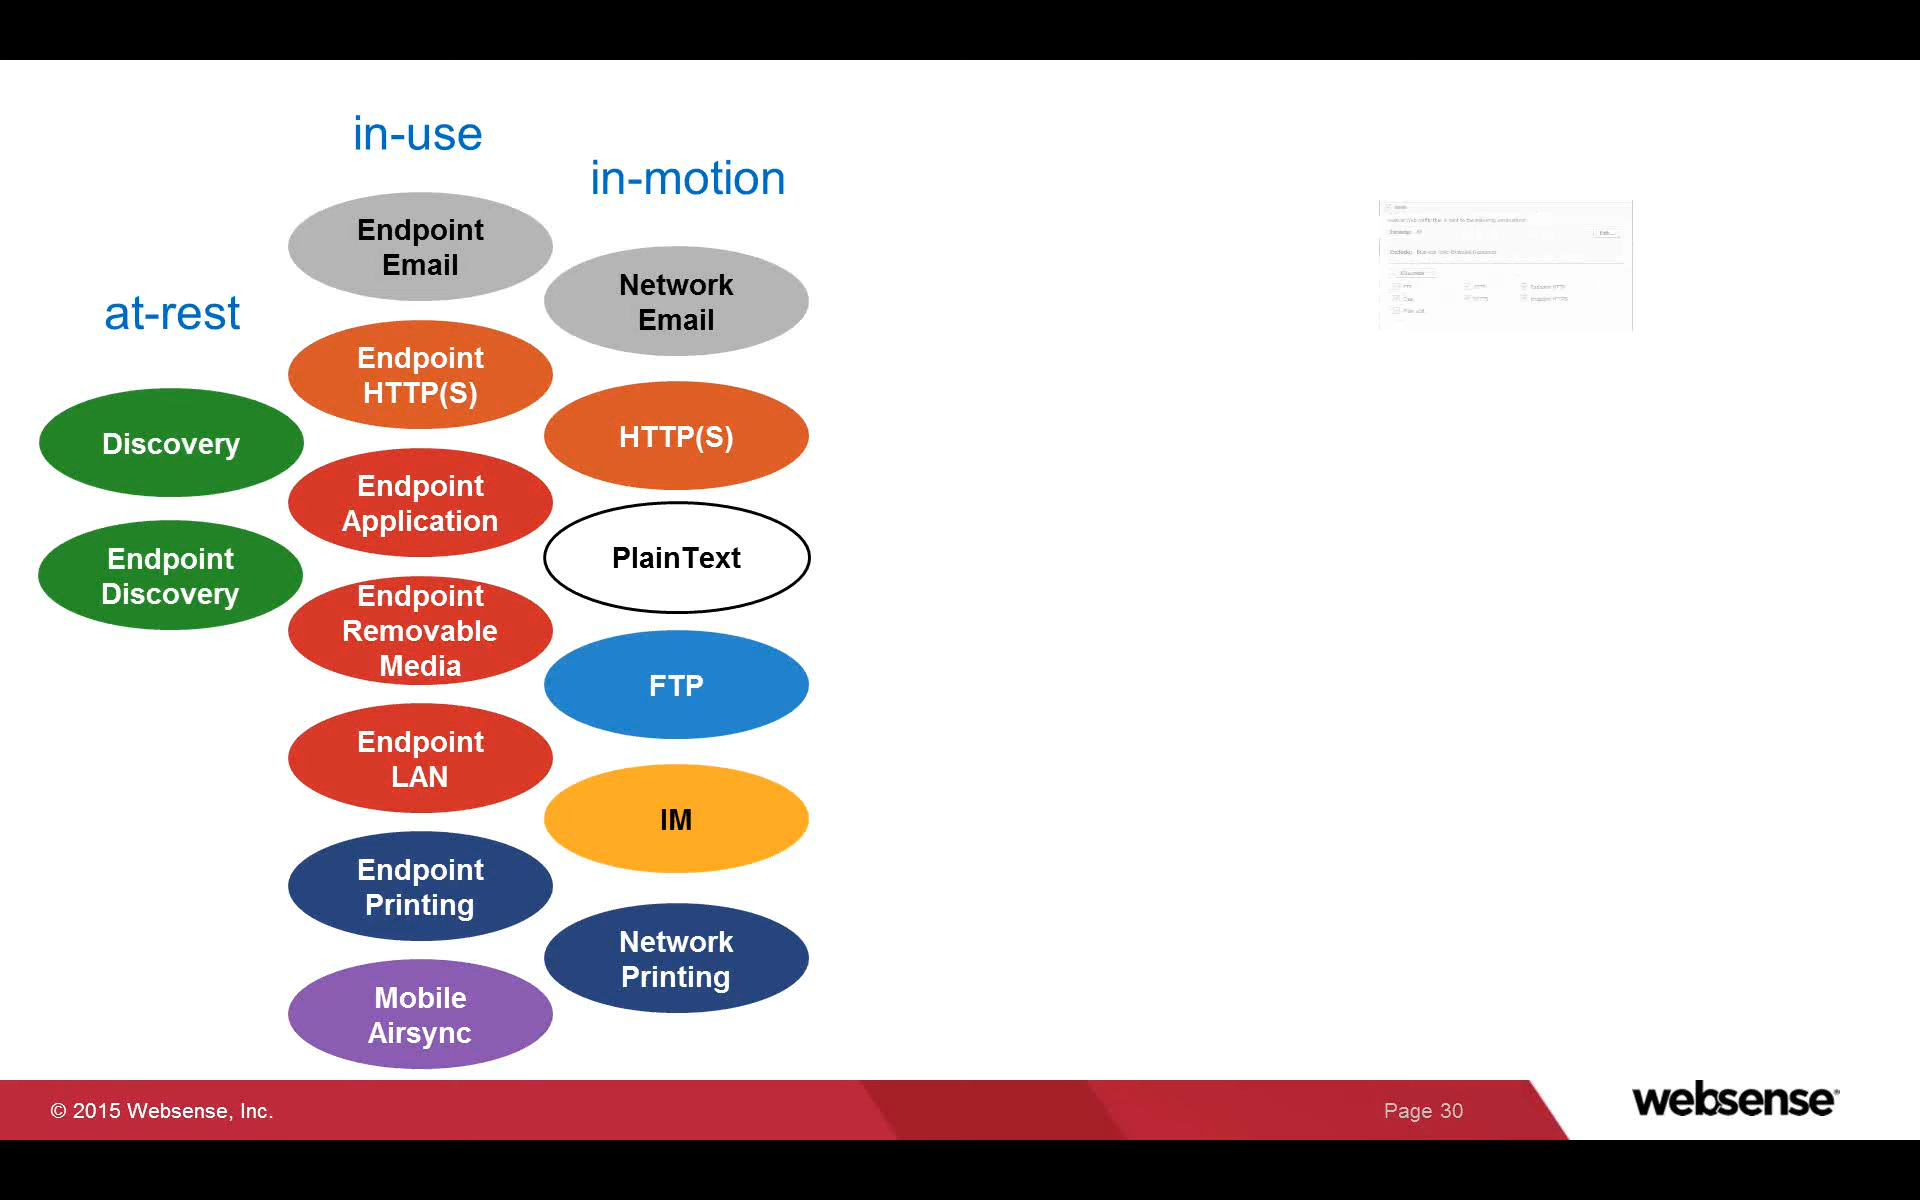 in-use
in-motion
at-rest
Endpoint
Email
Network
Email
Endpoint
HTTP(S)
HTTP(S)
Discovery
Endpoint
Application
PlainText
Endpoint
Discovery
Endpoint
Removable
Media
FTP
Endpoint
LAN
IM
Endpoint
Printing
Network
Printing
Mobile
Airsync
© 2015 Websense, Inc.
Page 30
websense